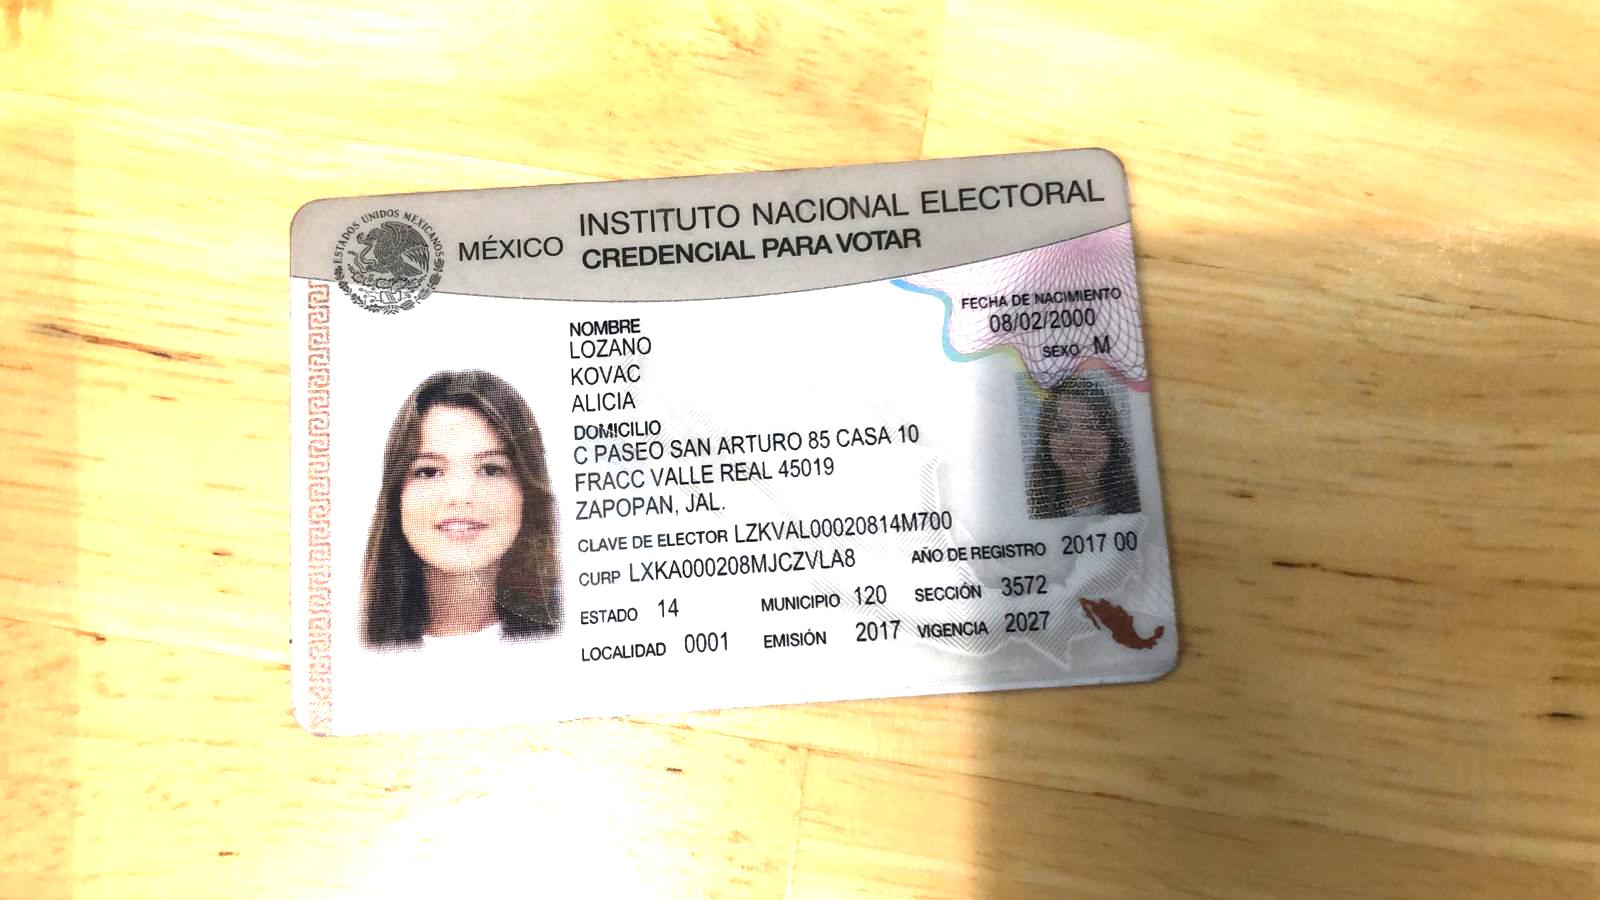 ESTADOS UNIDOS MEXICANOS
MÉXICO
INSTITUTO NACIONAL ELECTORAL
CREDENCIAL PARA VOTAR
FECHA DE NACIMIENTO
08/02/2000
SEXO M
NOMBRE
LOZANO
KOVAC
ALICIA
DOMICILIO
C PASEO SAN ARTURO 85 CASA 10
FRACC VALLE REAL 45019
ZAPOPAN, JAL.
CLAVE DE ELECTOR LZKVAL00020814M700
CURP LXKA000208MJCZVLA8 AÑO DE REGISTRO 2017 00
ESTADO 14 MUNICIPIO 120 SECCIÓN 3572
LOCALIDAD 0001 EMISIÓN 2017 VIGENCIA 2027